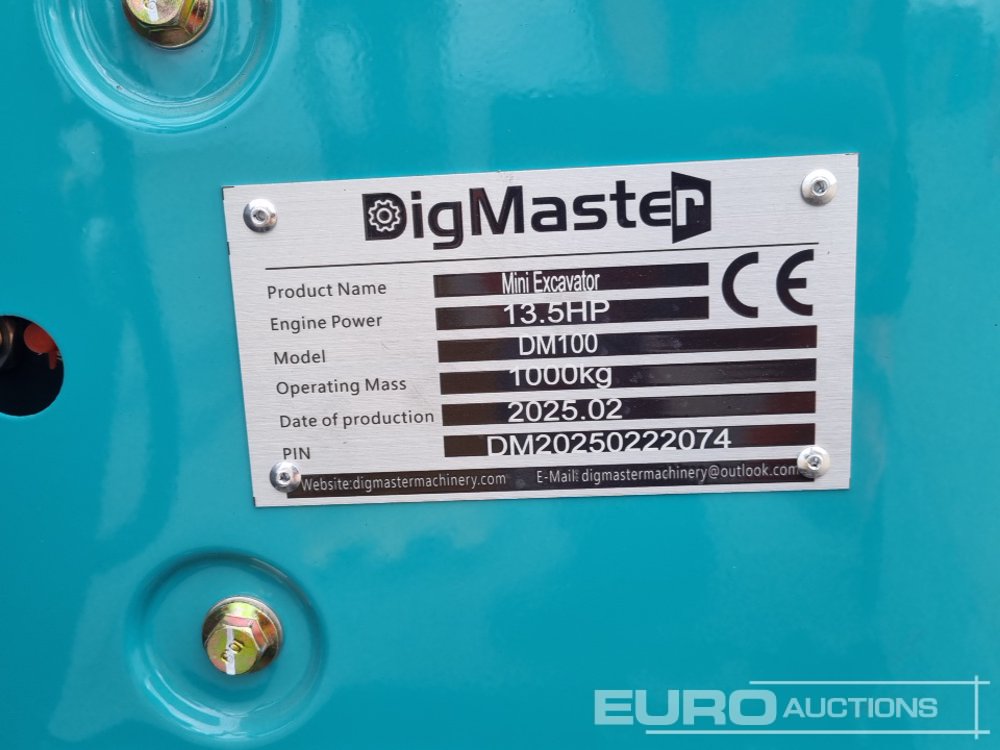 DigMaster
Product Name Mini Excavator
Engine Power 13.5HP
Model DM100
Operating Mass 1000kg
Date of production 2025.02
PIN DM20250222074
CE
Website:digmastermachinery.com E-Mail:digmastermachinery@outlook.com
EURO AUCTIONS